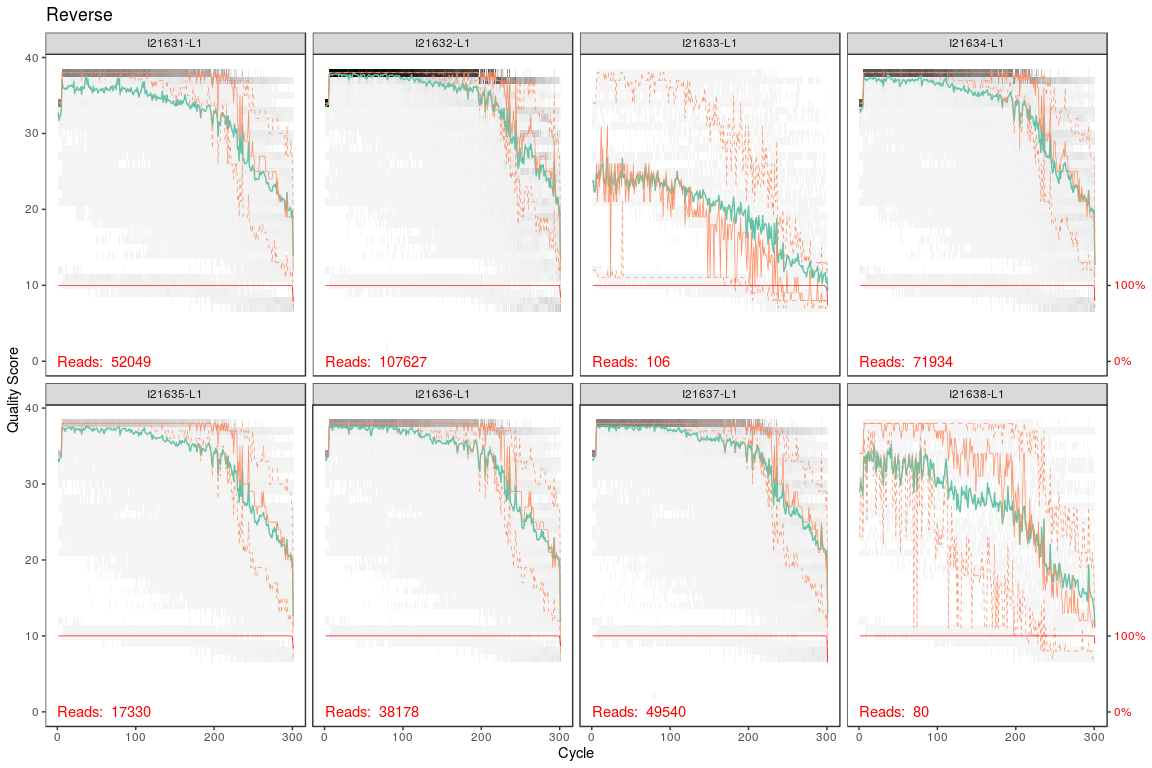 Reverse
I21631-L1 I21632-L1 I21633-L1 I21634-L1
40
30
20
10 100%
0 0%
Reads: 52049 Reads: 107627 Reads: 106 Reads: 71934
Quality Score
I21635-L1 I21636-L1 I21637-L1 I21638-L1
40
30
20
10 100%
0 0%
Reads: 17330 Reads: 38178 Reads: 49540 Reads: 80
0 100 200 300 0 100 200 300 0 100 200 300 0 100 200 300
Cycle